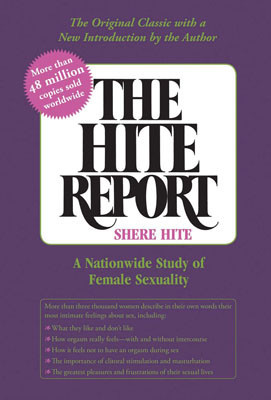 The Original Classic with a
New Introduction by the Author
More than
48 million
copies sold
worldwide
THE
HITE
REPORT
SHERE HITE
A Nationwide Study of
Female Sexuality
More than three thousand women describe in their own words their
most intimate feelings about sex, including:
What they like and don't like
How orgasm really feels—with and without intercourse
How it feels not to have an orgasm during sex
The importance of clitoral stimulation and masturbation
The greatest pleasures and frustrations of their sexual lives